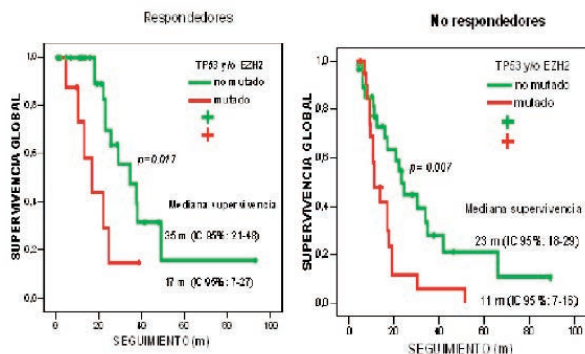 Respondedores
SUPERVIVENCIA GLOBAL
1,0
0,8
0,6
0,4
0,2
0,0
TP53 y/o EZH2
no mutado
mutado
p=0.017
Mediana supervivencia
35 m (IC 95%: 21-48)
17 m (IC 95%: 7-27)
0 20 40 60 80 100
SEGUIMIENTO (m)
No respondedores
SUPERVIVENCIA GLOBAL
1,0
0,8
0,6
0,4
0,2
0,0
TP53 y/o EZH2
no mutado
mutado
p= 0.007
Mediana supervivencia
23 m (IC 95%: 18-29)
11 m (IC 95%: 7-16)
0 20 40 60 80 100
SEGUIMIENTO (m)